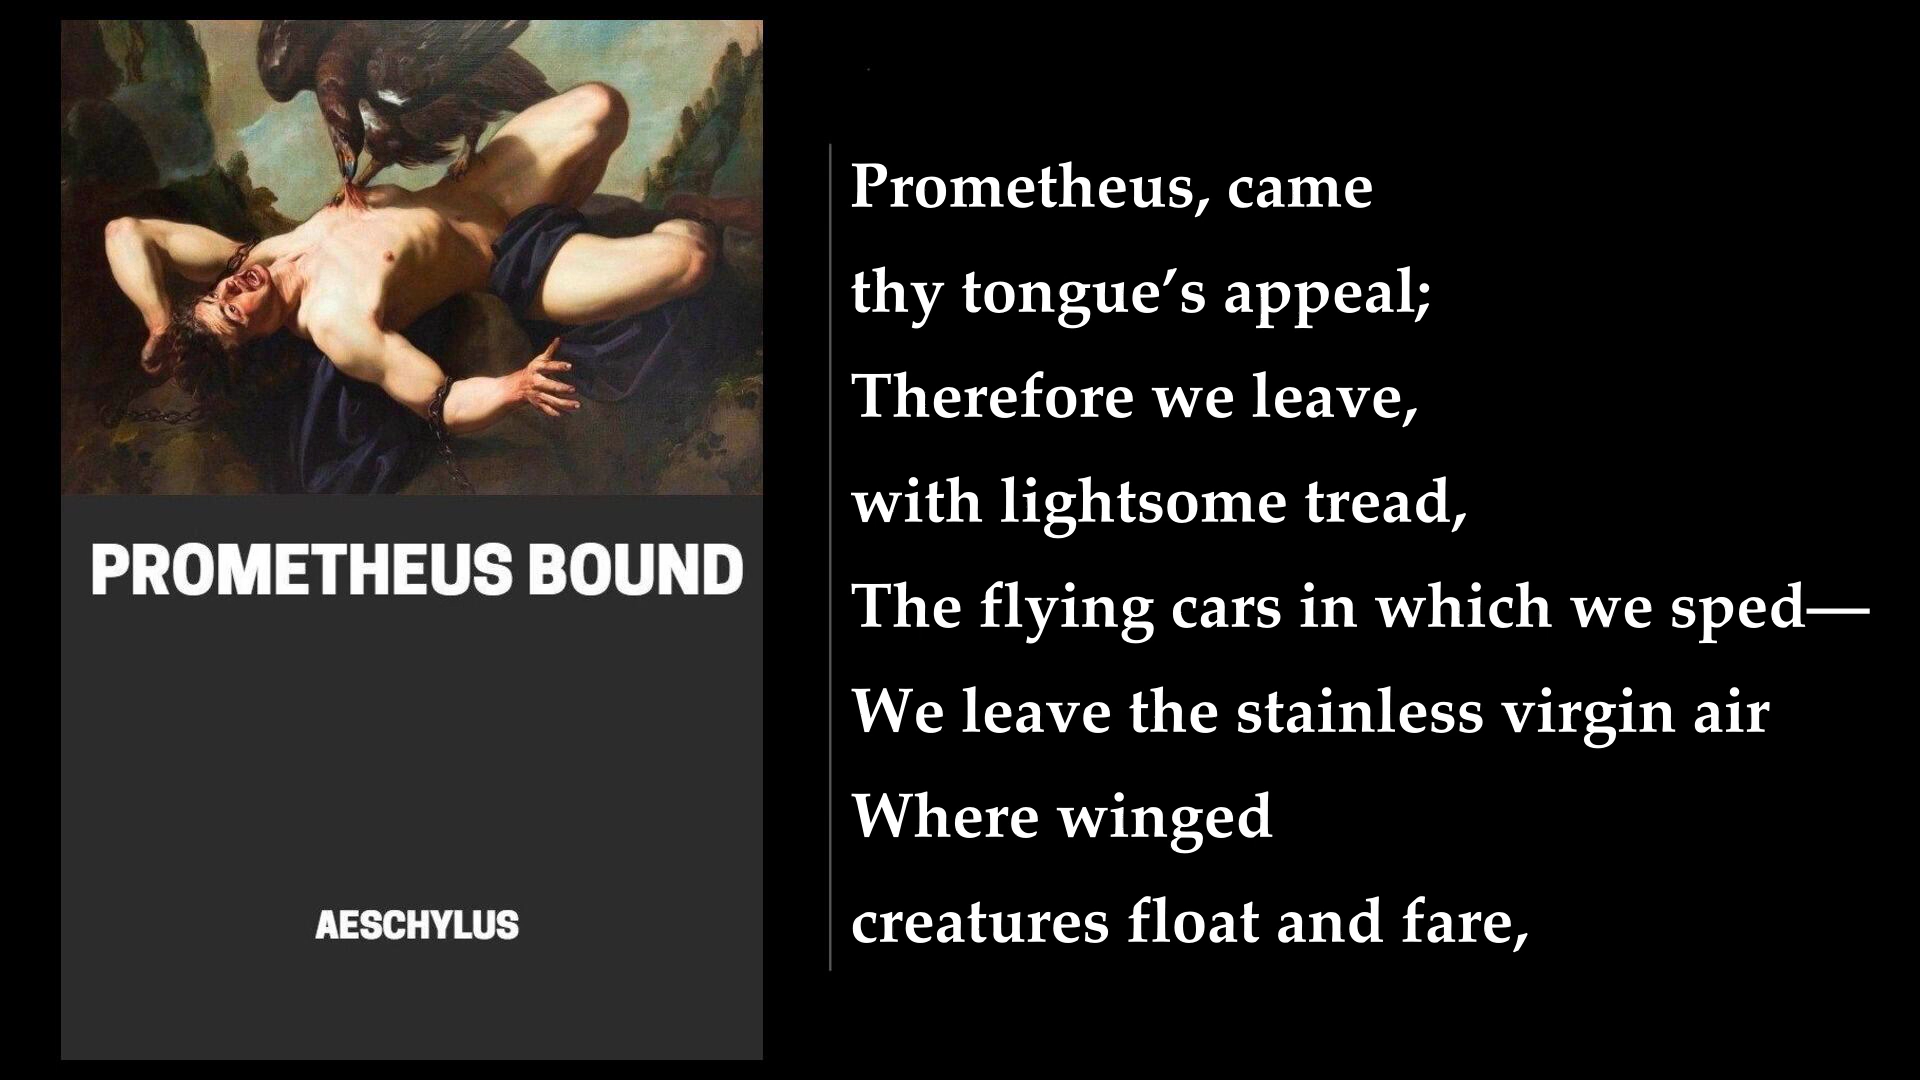 PROMETHEUS BOUND
AESCHYLUS
Prometheus, came
thy tongue’s appeal;
Therefore we leave,
with lightsome tread,
The flying cars in which we sped—
We leave the stainless virgin air
Where winged
creatures float and fare,